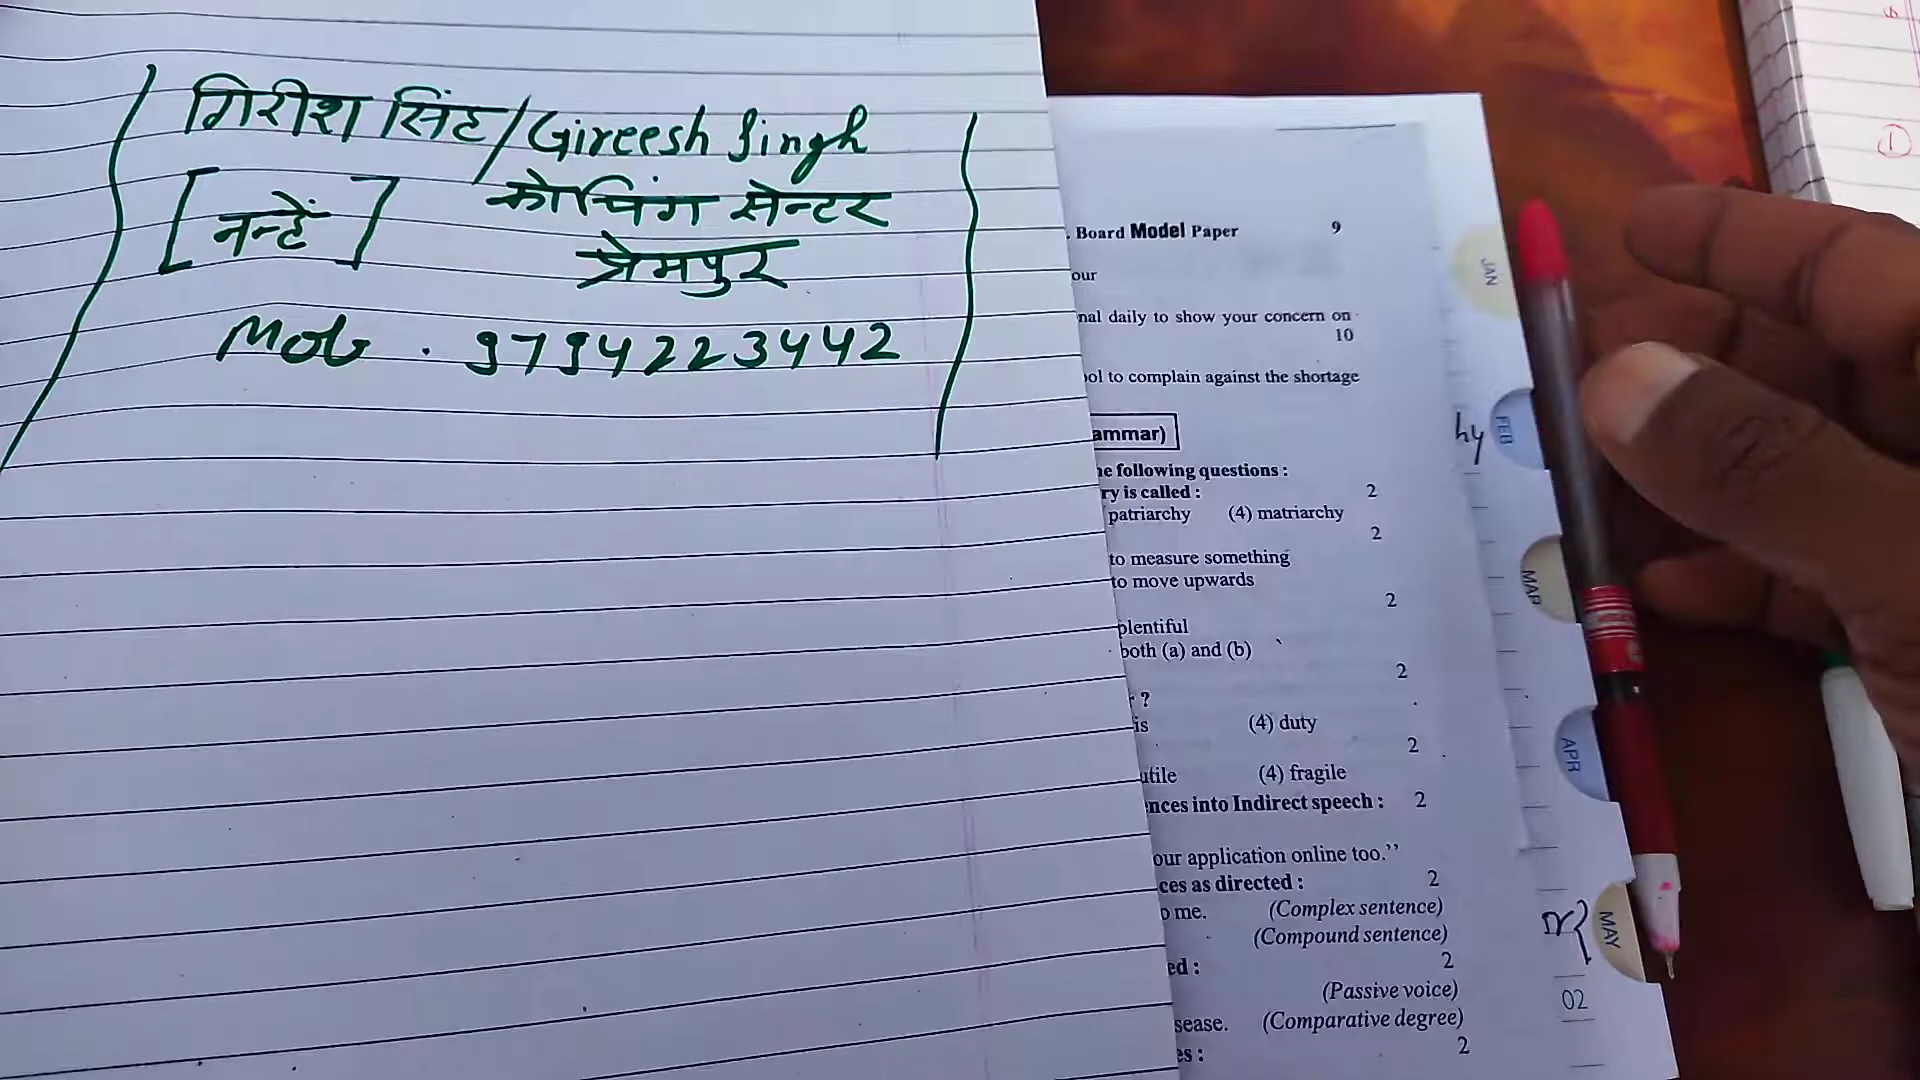 गिरीश सिंह/Gireesh Singh
[नन्हें] कोचिंग सेन्टर
प्रेमपुर
Mob. 9794223442
. Board Model Paper 9
our
nal daily to show your concern on
10
ol to complain against the shortage
ammar)
he following questions :
ry is called : 2
patriarchy (4) matriarchy
2
to measure something
to move upwards
2
plentiful
both (a) and (b)
2
?
is (4) duty
2
utile (4) fragile
ences into Indirect speech : 2
our application online too."
ces as directed : 2
o me. (Complex sentence)
(Compound sentence)
ed : 2
(Passive voice)
sease. (Comparative degree)
es : 2
JAN
hy FEB
MAR
APR
MAY
02
1